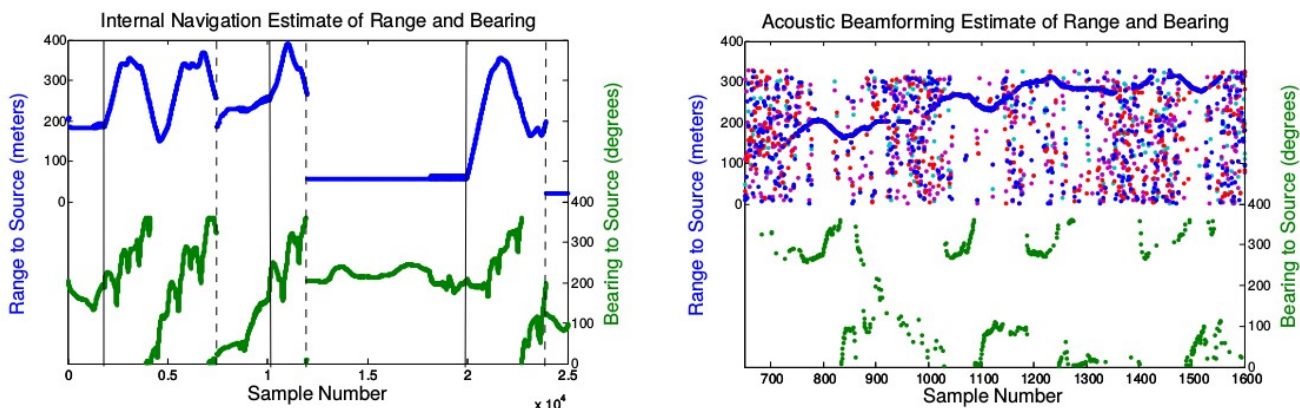 Internal Navigation Estimate of Range and Bearing
Range to Source (meters)
400
300
200
100
0
400
300
200
100
0
Bearing to Source (degrees)
0 0.5 1 1.5 2 2.5
Sample Number
x 10⁴
Acoustic Beamforming Estimate of Range and Bearing
Range to Source (meters)
400
300
200
100
0
400
300
200
100
0
Bearing to Source (degrees)
700 800 900 1000 1100 1200 1300 1400 1500 1600
Sample Number